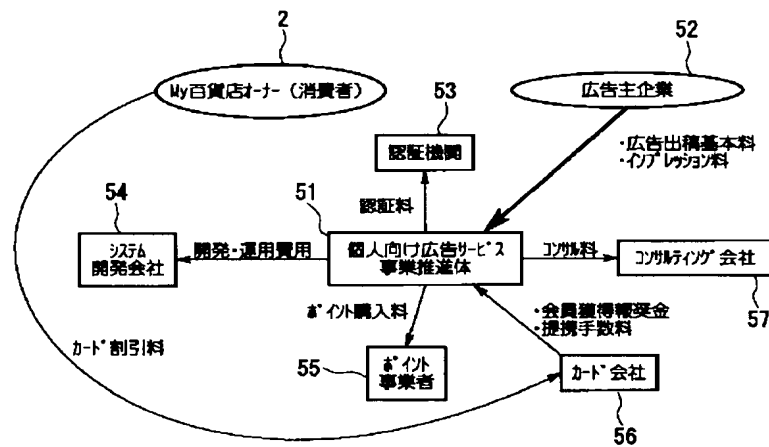 2
52
My百貨店オーナー（消費者）
広告主企業
53
認証機関
・広告出稿基本料
・インプレッション料
54
51
認証料
システム
開発会社
開発・運用費用
個人向け広告サービス
事業推進体
コンサル料
コンサルティング会社
57
ポイント購入料
・会員獲得報奨金
・提携手数料
カード割引料
55
ポイント
事業者
カード会社
56